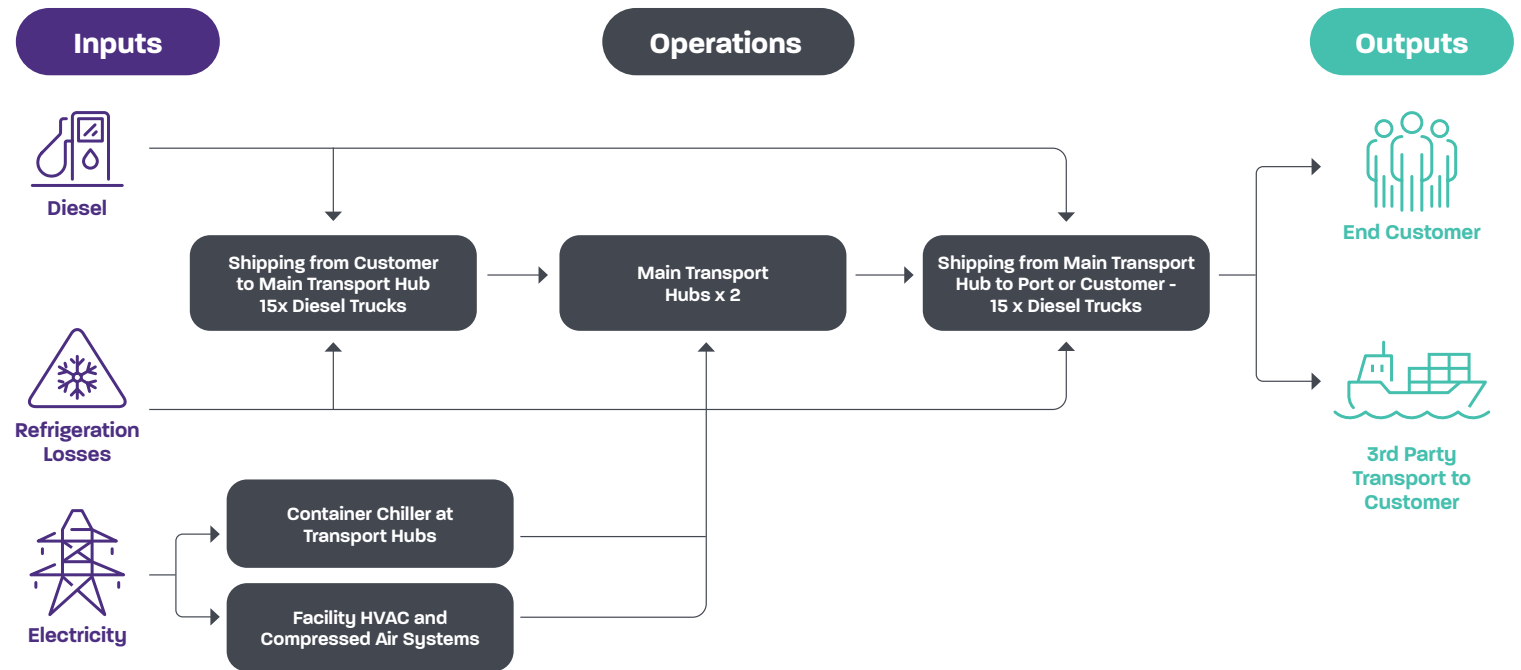 Inputs
Operations
Outputs
Diesel
Shipping from Customer
to Main Transport Hub
15x Diesel Trucks
Main Transport
Hubs x 2
Shipping from Main Transport
Hub to Port or Customer -
15 x Diesel Trucks
End Customer
Refrigeration
Losses
3rd Party
Transport to
Customer
Container Chiller at
Transport Hubs
Electricity
Facility HVAC and
Compressed Air Systems